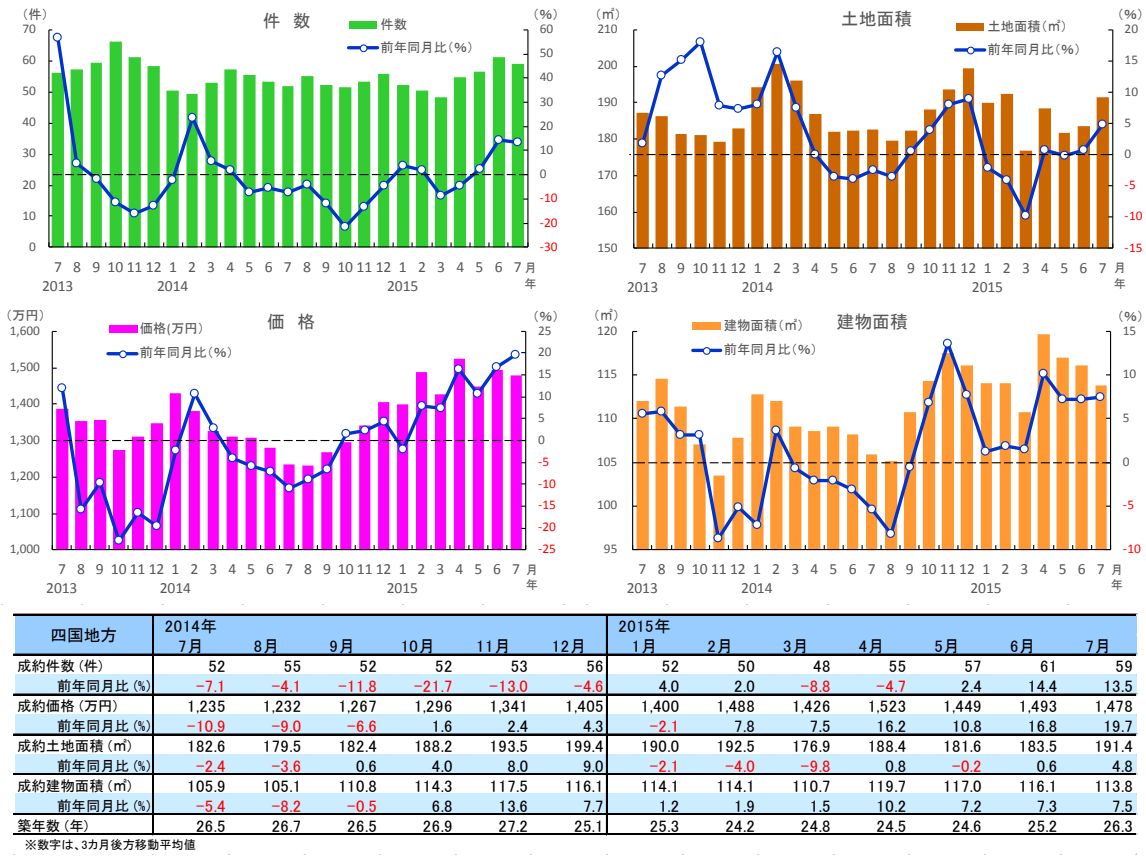 件 数
(件)
(%)
件数
前年同月比(%)
70
60
50
40
30
20
10
0
60
50
40
30
20
10
0
-10
-20
-30
7 8 9 10 11 12 1 2 3 4 5 6 7 8 9 10 11 12 1 2 3 4 5 6 7 月
2013 2014 2015 年
土地面積
(㎡)
(%)
土地面積(㎡)
前年同月比(%)
210
200
190
180
170
160
150
20
15
10
5
0
-5
-10
-15
7 8 9 10 11 12 1 2 3 4 5 6 7 8 9 10 11 12 1 2 3 4 5 6 7 月
2013 2014 2015 年
価 格
(万円)
(%)
価格(万円)
前年同月比(%)
1,600
1,500
1,400
1,300
1,200
1,100
1,000
25
20
15
10
5
0
-5
-10
-15
-20
-25
7 8 9 10 11 12 1 2 3 4 5 6 7 8 9 10 11 12 1 2 3 4 5 6 7 月
2013 2014 2015 年
建物面積
(㎡)
(%)
建物面積(㎡)
前年同月比(%)
120
115
110
105
100
95
15
10
5
0
-5
-10
7 8 9 10 11 12 1 2 3 4 5 6 7 8 9 10 11 12 1 2 3 4 5 6 7 月
2013 2014 2015 年
四国地方 2014年 2015年
7月 8月 9月 10月 11月 12月 1月 2月 3月 4月 5月 6月 7月
成約件数(件) 52 55 52 52 53 56 52 50 48 55 57 61 59
前年同月比(%) -7.1 -4.1 -11.8 -21.7 -13.0 -4.6 4.0 2.0 -8.8 -4.7 2.4 14.4 13.5
成約価格(万円) 1,235 1,232 1,267 1,296 1,341 1,405 1,400 1,488 1,426 1,523 1,449 1,493 1,478
前年同月比(%) -10.9 -9.0 -6.6 1.6 2.4 4.3 -2.1 7.8 7.5 16.2 10.8 16.8 19.7
成約土地面積(㎡) 182.6 179.5 182.4 188.2 193.5 199.4 190.0 192.5 176.9 188.4 181.6 183.5 191.4
前年同月比(%) -2.4 -3.6 0.6 4.0 8.0 9.0 -2.1 -4.0 -9.8 0.8 -0.2 0.6 4.8
成約建物面積(㎡) 105.9 105.1 110.8 114.3 117.5 116.1 114.1 114.1 110.7 119.7 117.0 116.1 113.8
前年同月比(%) -5.4 -8.2 -0.5 6.8 13.6 7.7 1.2 1.9 1.5 10.2 7.2 7.3 7.5
築年数(年) 26.5 26.7 26.5 26.9 27.2 25.1 25.3 24.2 24.8 24.5 24.6 25.2 26.3
※数字は、3カ月後方移動平均値